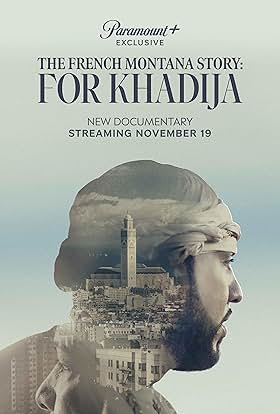 Paramount+
EXCLUSIVE
THE FRENCH MONTANA STORY:
FOR KHADIJA
NEW DOCUMENTARY
STREAMING NOVEMBER 19